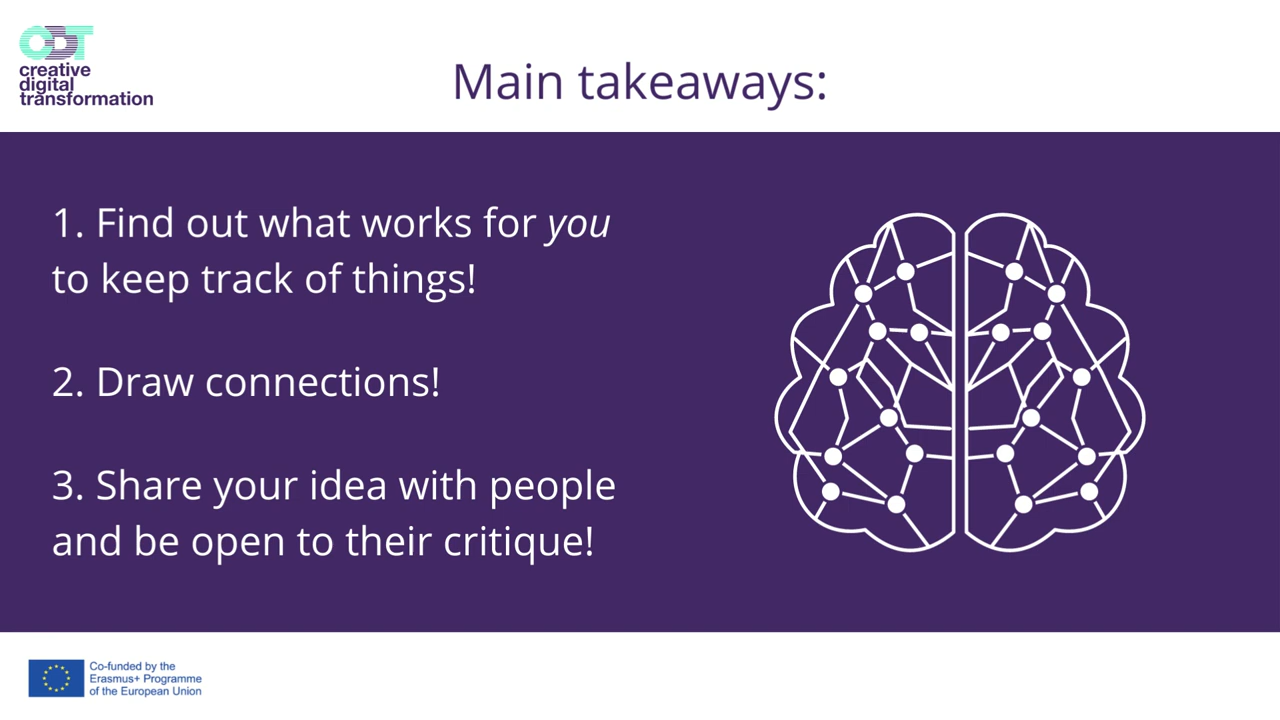 CDT
creative
digital
transformation
Main takeaways:
1. Find out what works for you
to keep track of things!
2. Draw connections!
3. Share your idea with people
and be open to their critique!
Co-funded by the
Erasmus+ Programme
of the European Union